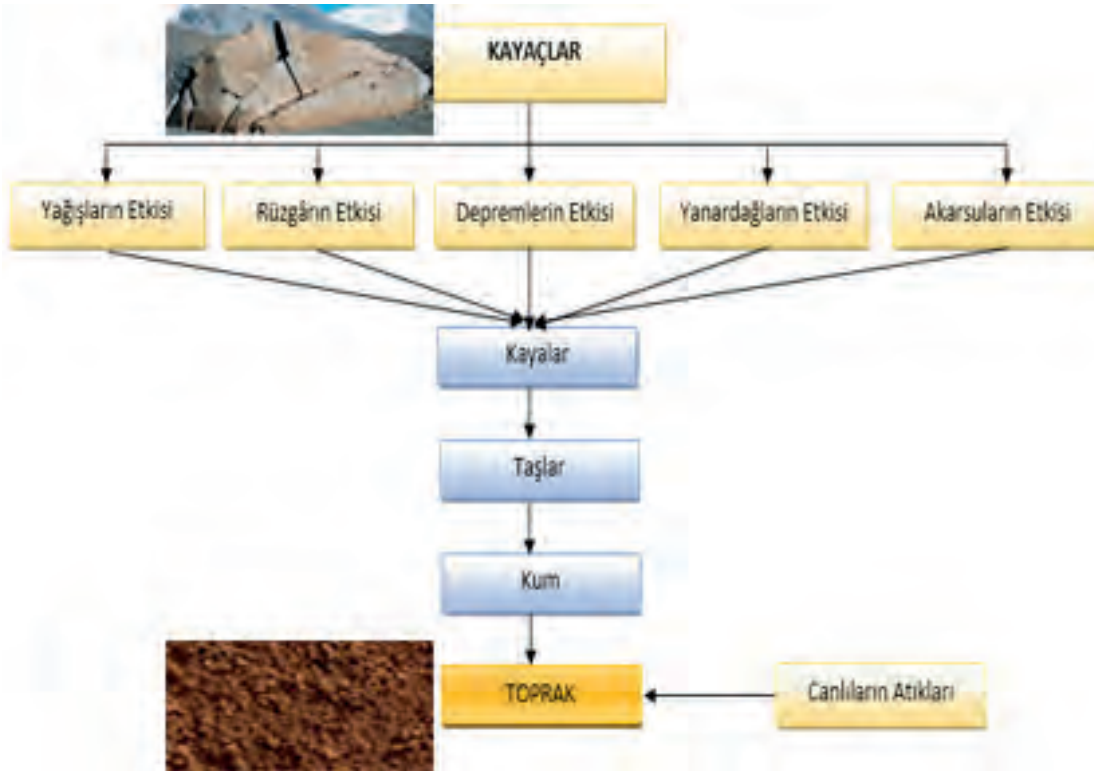 KAYAÇLAR
Yağışların Etkisi
Rüzgârın Etkisi
Depremlerin Etkisi
Yanardağların Etkisi
Akarsuların Etkisi
Kayalar
Taşlar
Kum
TOPRAK
Canlıların Atıkları